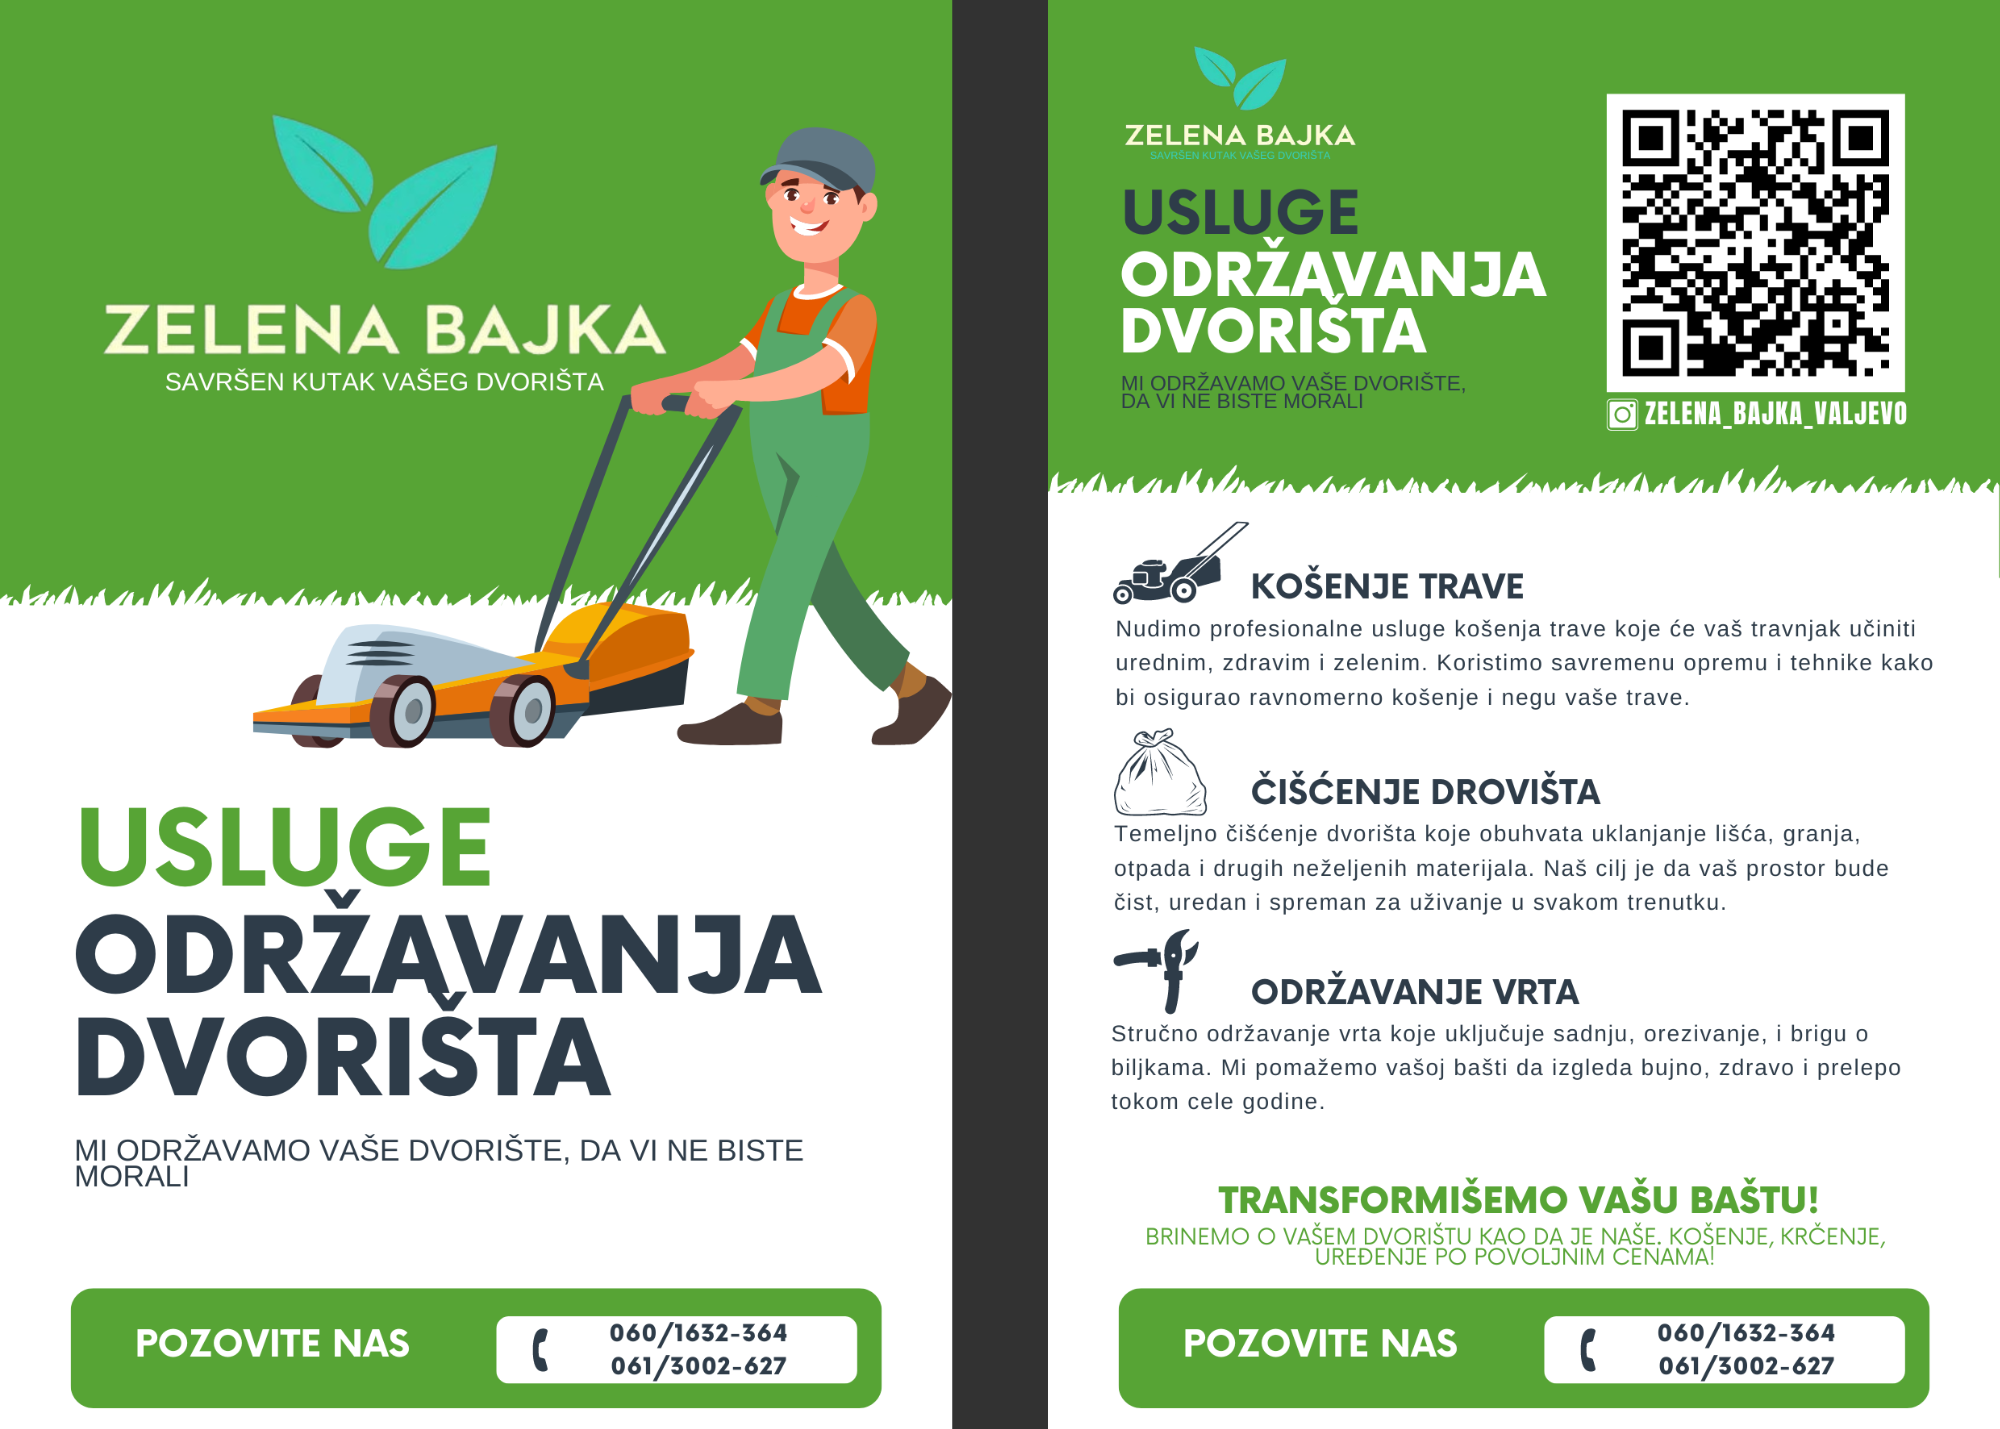 ZELENA BAJKA
SAVRŠEN KUTAK VAŠEG DVORIŠTA
USLUGE
ODRŽAVANJA
DVORIŠTA
MI ODRŽAVAMO VAŠE DVORIŠTE, DA VI NE BISTE
MORALI
POZOVITE NAS
060/1632-364
061/3002-627
ZELENA BAJKA
SAVRŠEN KUTAK VAŠEG DVORIŠTA
USLUGE
ODRŽAVANJA
DVORIŠTA
MI ODRŽAVAMO VAŠE DVORIŠTE,
DA VI NE BISTE MORALI
ZELENA_BAJKA_VALJEVO
KOŠENJE TRAVE
Nudimo profesionalne usluge košenja trave koje će vaš travnjak učiniti
urednim, zdravim i zelenim. Koristimo savremenu opremu i tehnike kako
bi osigurao ravnomerno košenje i negu vaše trave.
ČIŠĆENJE DROVIŠTA
Temeljno čišćenje dvorišta koje obuhvata uklanjanje lišća, granja,
otpada i drugih neželjenih materijala. Naš cilj je da vaš prostor bude
čist, uredan i spreman za uživanje u svakom trenutku.
ODRŽAVANJE VRTA
Stručno održavanje vrta koje uključuje sadnju, orezivanje, i brigu o
biljkama. Mi pomažemo vašoj bašti da izgleda bujno, zdravo i prelepo
tokom cele godine.
TRANSFORMIŠEMO VAŠU BAŠTU!
BRINEMO O VAŠEM DVORIŠTU KAO DA JE NAŠE. KOŠENJE, KRČENJE,
UREĐENJE PO POVOLJNIM CENAMA!
POZOVITE NAS
060/1632-364
061/3002-627